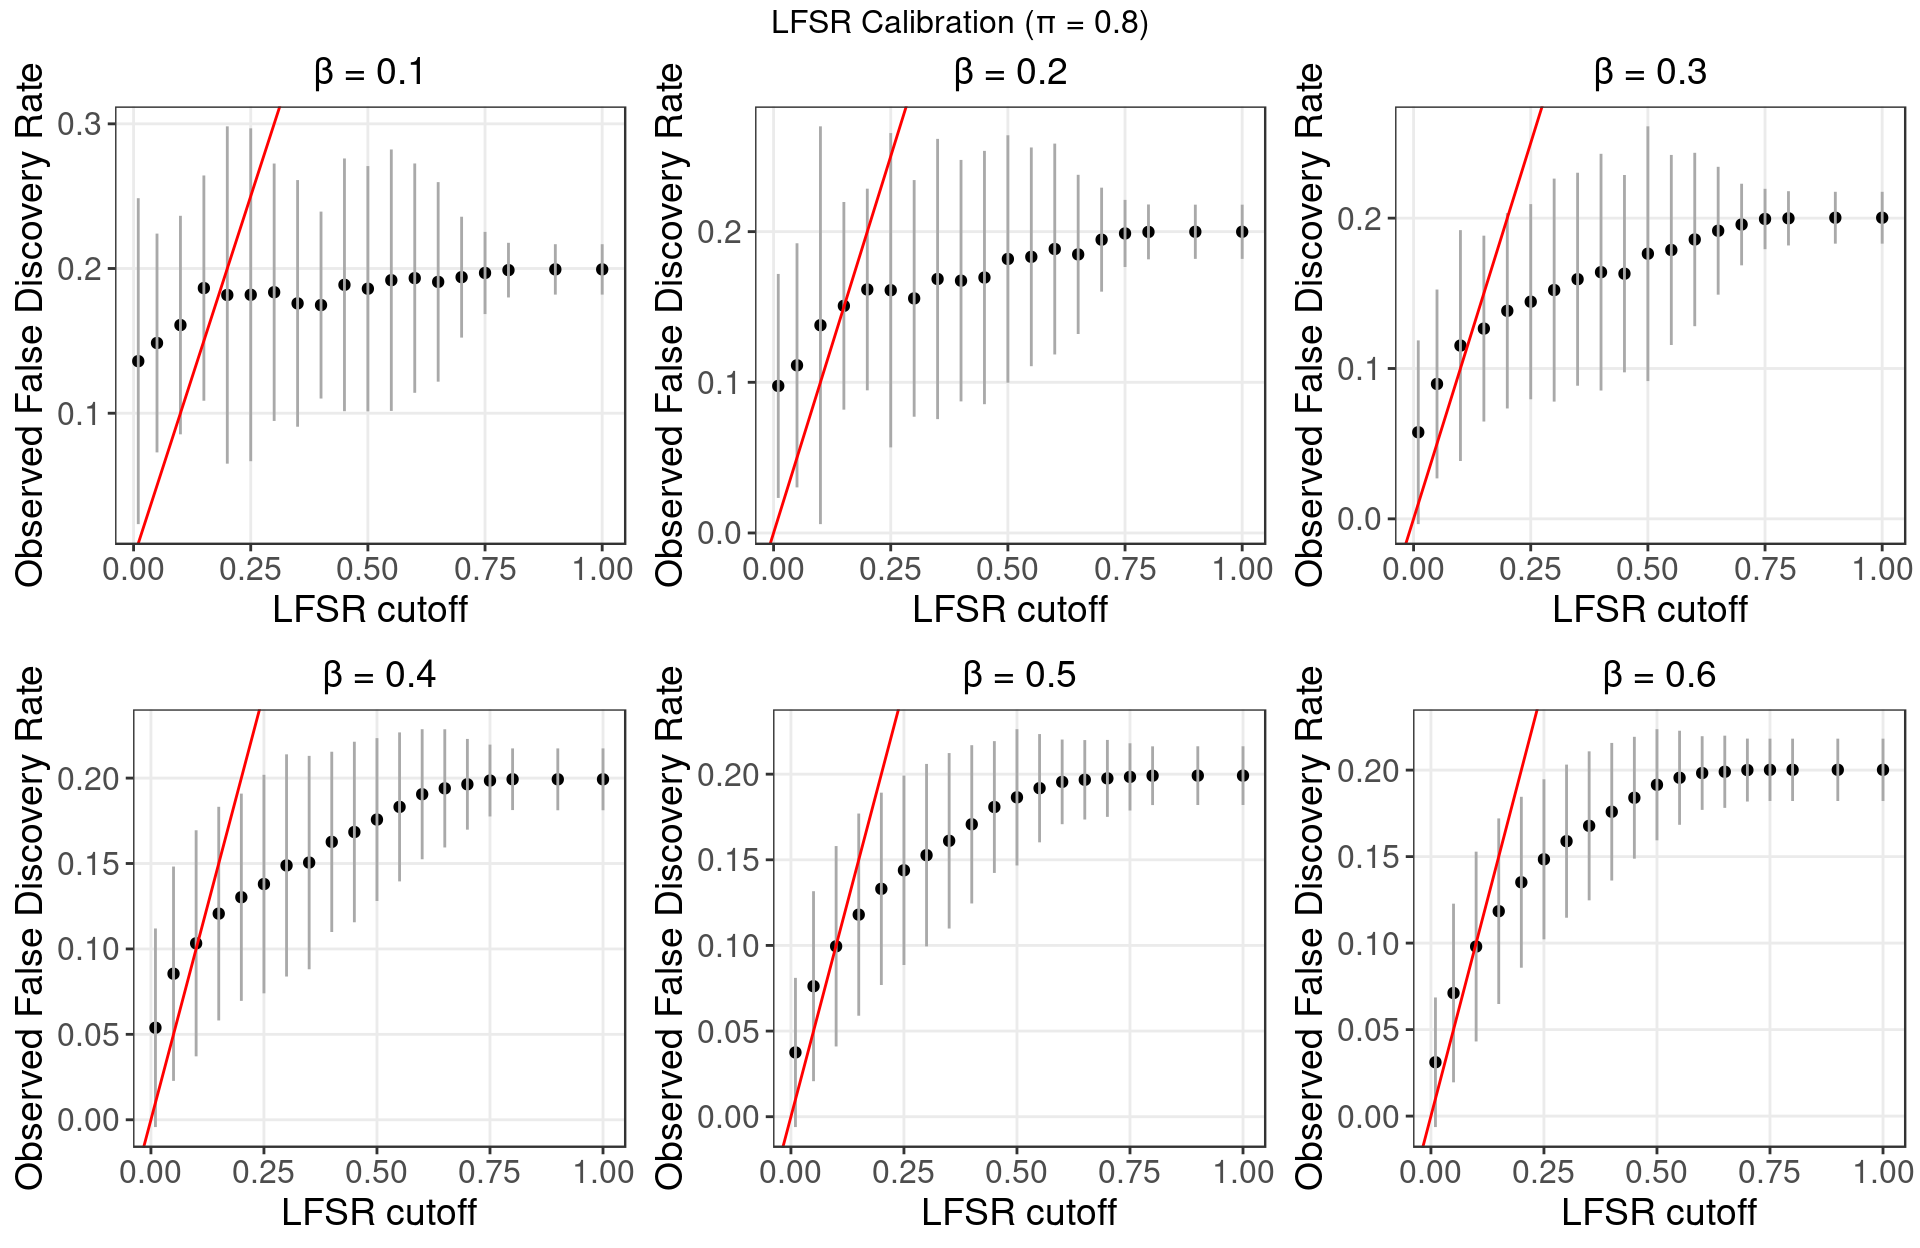 LFSR Calibration (π = 0.8)
β = 0.1
Observed False Discovery Rate
0.3
0.2
0.1
0.00 0.25 0.50 0.75 1.00
LFSR cutoff
β = 0.2
Observed False Discovery Rate
0.2
0.1
0.0
0.00 0.25 0.50 0.75 1.00
LFSR cutoff
β = 0.3
Observed False Discovery Rate
0.2
0.1
0.0
0.00 0.25 0.50 0.75 1.00
LFSR cutoff
β = 0.4
Observed False Discovery Rate
0.20
0.15
0.10
0.05
0.00
0.00 0.25 0.50 0.75 1.00
LFSR cutoff
β = 0.5
Observed False Discovery Rate
0.20
0.15
0.10
0.05
0.00
0.00 0.25 0.50 0.75 1.00
LFSR cutoff
β = 0.6
Observed False Discovery Rate
0.20
0.15
0.10
0.05
0.00
0.00 0.25 0.50 0.75 1.00
LFSR cutoff